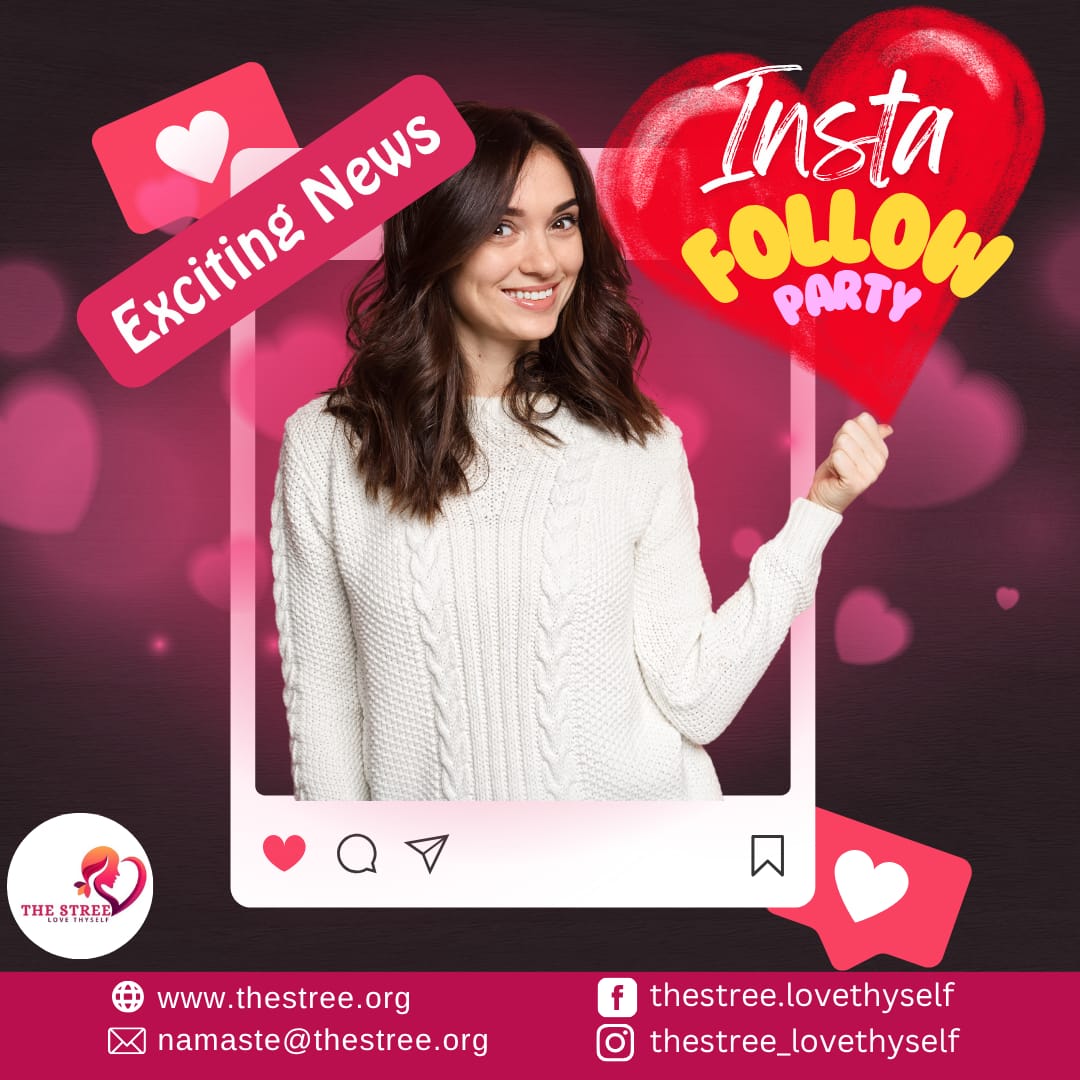 Exciting News
Insta
FOLLOW
PARTY
THE STREE
LOVE THYSELF
www.thestree.org
namaste@thestree.org
thestree.lovethyself
thestree_lovethyself